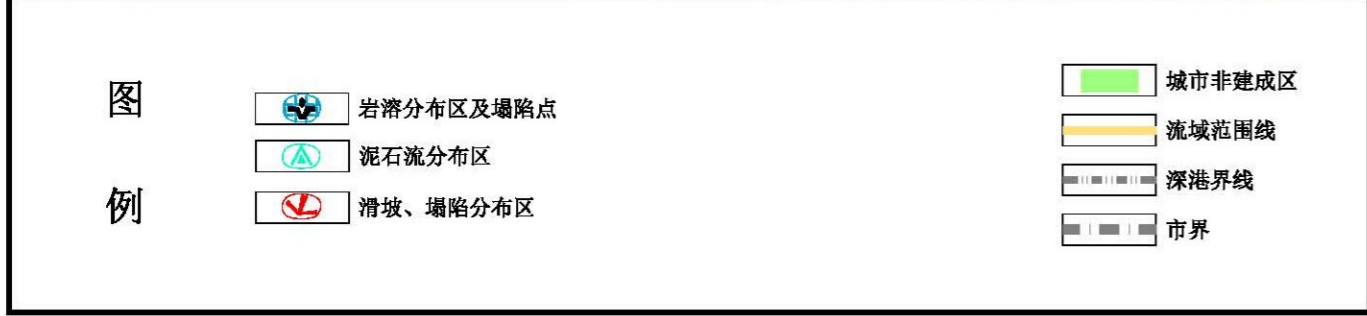 图例
岩溶分布区及塌陷点
泥石流分布区
滑坡、塌陷分布区
城市非建成区
流域范围线
深港界线
市界